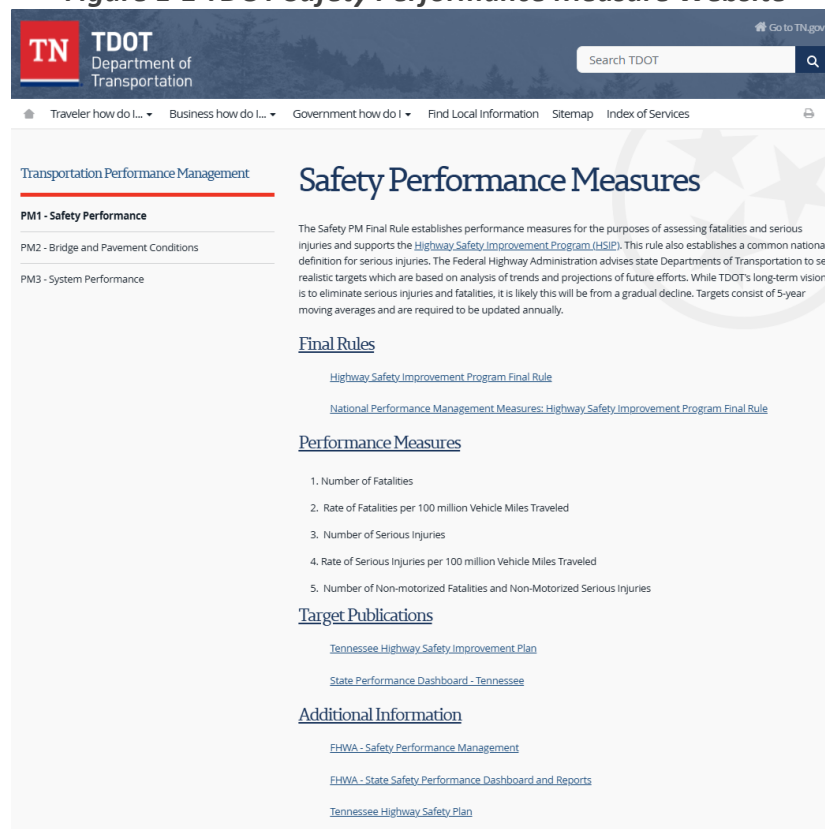 Figure 1-1 TDOT Safety Performance Measure Website
Go to TN.gov
TN
TDOT
Department of
Transportation
Search TDOT
Traveler how do I... Business how do I... Government how do I Find Local Information Sitemap Index of Services
Transportation Performance Management
PM1 - Safety Performance
PM2 - Bridge and Pavement Conditions
PM3 - System Performance
Safety Performance Measures
The Safety PM Final Rule establishes performance measures for the purposes of assessing fatalities and serious
injuries and supports the Highway Safety Improvement Program (HSIP). This rule also establishes a common nationa
definition for serious injuries. The Federal Highway Administration advises state Departments of Transportation to se
realistic targets which are based on analysis of trends and projections of future efforts. While TDOT's long-term vision
is to eliminate serious injuries and fatalities, it is likely this will be from a gradual decline. Targets consist of 5-year
moving averages and are required to be updated annually.
Final Rules
Highway Safety Improvement Program Final Rule
National Performance Management Measures: Highway Safety Improvement Program Final Rule
Performance Measures
1. Number of Fatalities
2. Rate of Fatalities per 100 million Vehicle Miles Traveled
3. Number of Serious Injuries
4. Rate of Serious Injuries per 100 million Vehicle Miles Traveled
5. Number of Non-motorized Fatalities and Non-Motorized Serious Injuries
Target Publications
Tennessee Highway Safety Improvement Plan
State Performance Dashboard - Tennessee
Additional Information
FHWA - Safety Performance Management
FHWA - State Safety Performance Dashboard and Reports
Tennessee Highway Safety Plan